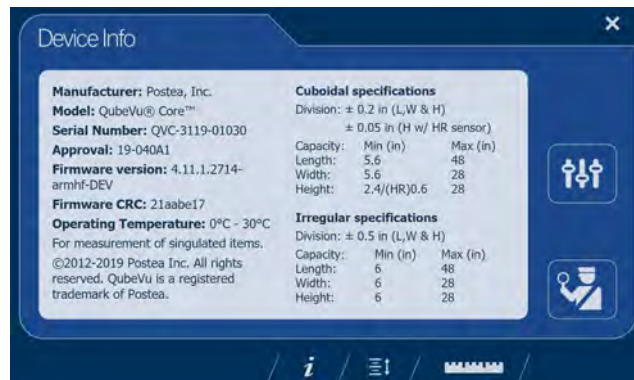 Device Info
Manufacturer: Postea, Inc.
Model: QubeVu® Core™
Serial Number: QVC-3119-01030
Approval: 19-040A1
Firmware version: 4.11.1.2714-
armhf-DEV
Firmware CRC: 21aabe17
Operating Temperature: 0°C - 30°C
For measurement of singulated items.
©2012-2019 Postea Inc. All rights
reserved. QubeVu is a registered
trademark of Postea.
Cuboidal specifications
Division: ± 0.2 in (L,W & H)
± 0.05 in (H w/ HR sensor)
Capacity: Min (in) Max (in)
Length: 5.6 48
Width: 5.6 28
Height: 2.4/(HR)0.6 28
Irregular specifications
Division: ± 0.5 in (L,W & H)
Capacity: Min (in) Max (in)
Length: 6 48
Width: 6 28
Height: 6 28